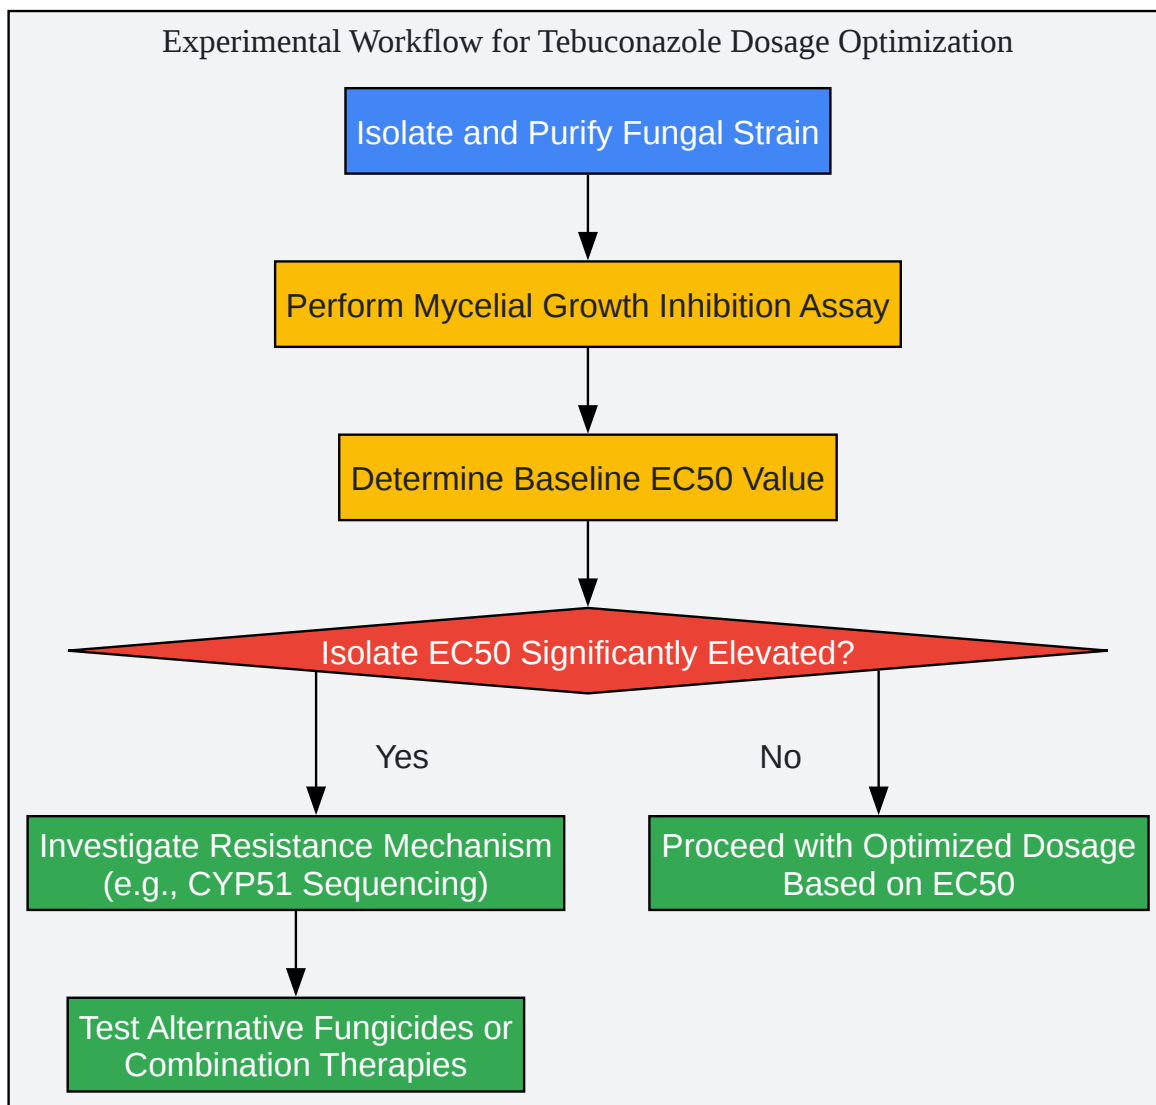 Experimental Workflow for Tebuconazole Dosage Optimization
Isolate and Purify Fungal Strain
Perform Mycelial Growth Inhibition Assay
Determine Baseline EC50 Value
Isolate EC50 Significantly Elevated?
Yes
No
Investigate Resistance Mechanism
(e.g., CYP51 Sequencing)
Proceed with Optimized Dosage
Based on EC50
Test Alternative Fungicides or
Combination Therapies